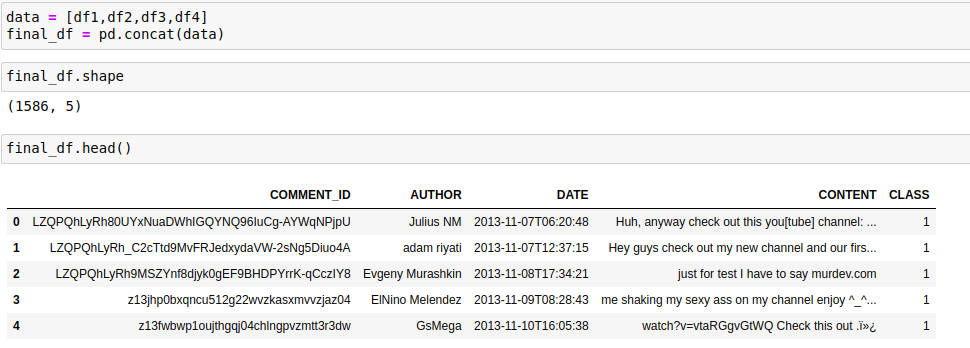 data = [df1,df2,df3,df4]
final_df = pd.concat(data)
final_df.shape
(1586, 5)
final_df.head()
COMMENT_ID AUTHOR DATE CONTENT CLASS
0 LZQPQhLyRh80UYxNuaDWhIGQYNQ96IuCg-AYWqNPjpU Julius NM 2013-11-07T06:20:48 Huh, anyway check out this you[tube] channel: ... 1
1 LZQPQhLyRh_C2cTtd9MvFRJedxydaVW-2sNg5Diuo4A adam riyati 2013-11-07T12:37:15 Hey guys check out my new channel and our firs... 1
2 LZQPQhLyRh9MSZYnf8djyk0gEF9BHDPYrrK-qCczIY8 Evgeny Murashkin 2013-11-08T17:34:21 just for test I have to say murdev.com 1
3 z13jhp0bxqncu512g22wvzkasxmvvzjaz04 ElNino Melendez 2013-11-09T08:28:43 me shaking my sexy ass on my channel enjoy ^_^... 1
4 z13fwbwp1oujthgqj04chlngpvzmtt3r3dw GsMega 2013-11-10T16:05:38 watch?v=vtaRGgvGtWQ Check this out .ï»¿ 1